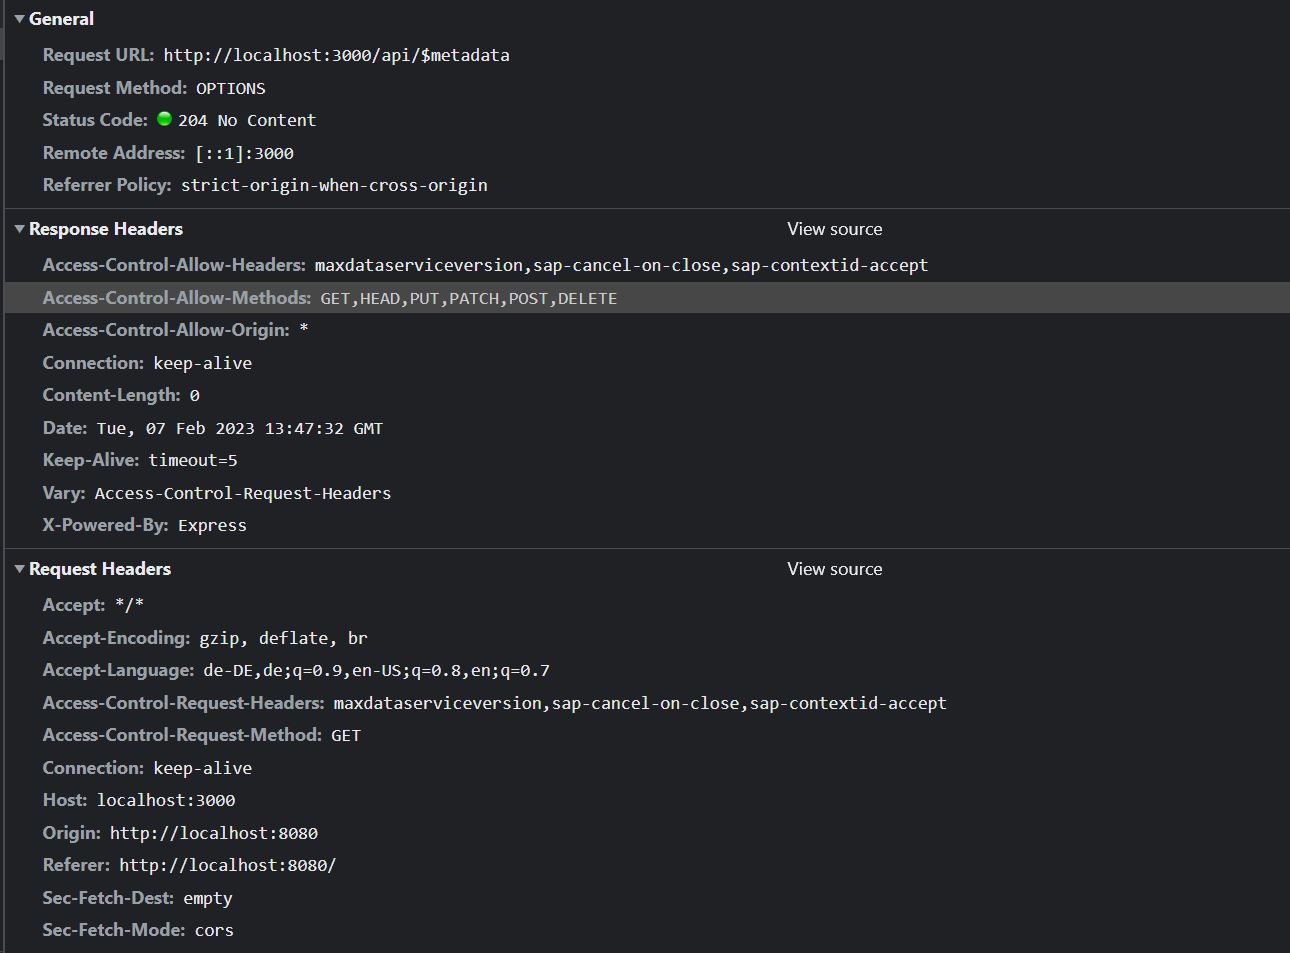 General
Request URL: http://localhost:3000/api/$metadata
Request Method: OPTIONS
Status Code: 204 No Content
Remote Address: [::1]:3000
Referrer Policy: strict-origin-when-cross-origin
Response Headers View source
Access-Control-Allow-Headers: maxdataserviceversion,sap-cancel-on-close,sap-contextid-accept
Access-Control-Allow-Methods: GET,HEAD,PUT,PATCH,POST,DELETE
Access-Control-Allow-Origin: *
Connection: keep-alive
Content-Length: 0
Date: Tue, 07 Feb 2023 13:47:32 GMT
Keep-Alive: timeout=5
Vary: Access-Control-Request-Headers
X-Powered-By: Express
Request Headers View source
Accept: */*
Accept-Encoding: gzip, deflate, br
Accept-Language: de-DE,de;q=0.9,en-US;q=0.8,en;q=0.7
Access-Control-Request-Headers: maxdataserviceversion,sap-cancel-on-close,sap-contextid-accept
Access-Control-Request-Method: GET
Connection: keep-alive
Host: localhost:3000
Origin: http://localhost:8080
Referer: http://localhost:8080/
Sec-Fetch-Dest: empty
Sec-Fetch-Mode: cors